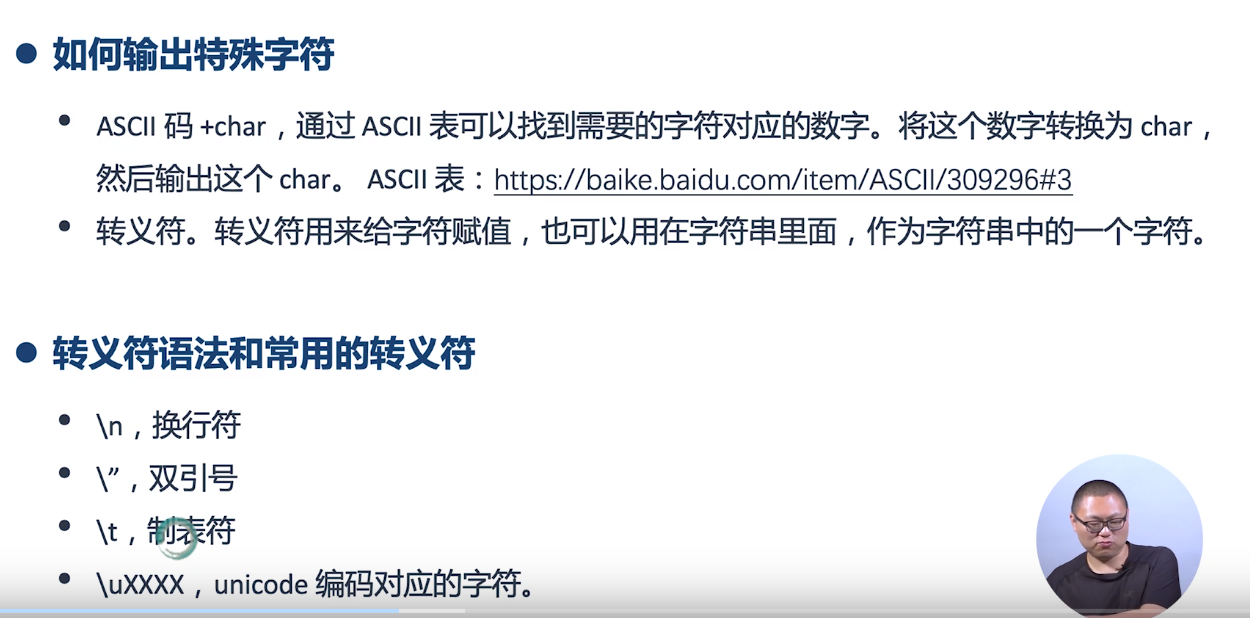 如何输出特殊字符
ASCII 码 +char，通过 ASCII 表可以找到需要的字符对应的数字。将这个数字转换为 char，
然后输出这个 char。 ASCII 表：https://baike.baidu.com/item/ASCII/309296#3
转义符。转义符用来给字符赋值，也可以用在字符串里面，作为字符串中的一个字符。
转义符语法和常用的转义符
\n，换行符
\”，双引号
\t，制表符
\uXXXX，unicode 编码对应的字符。